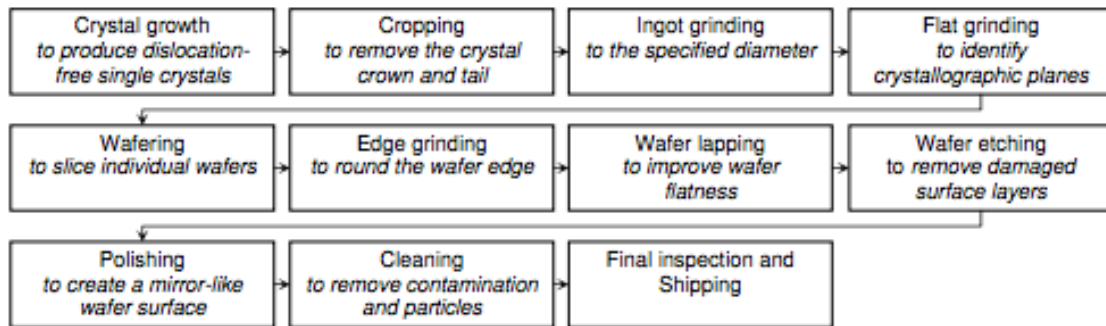 Crystal growth
to produce dislocation-
free single crystals
Cropping
to remove the crystal
crown and tail
Ingot grinding
to the specified diameter
Flat grinding
to identify
crystallographic planes
Wafering
to slice individual wafers
Edge grinding
to round the wafer edge
Wafer lapping
to improve wafer
flatness
Wafer etching
to remove damaged
surface layers
Polishing
to create a mirror-like
wafer surface
Cleaning
to remove contamination
and particles
Final inspection and
Shipping